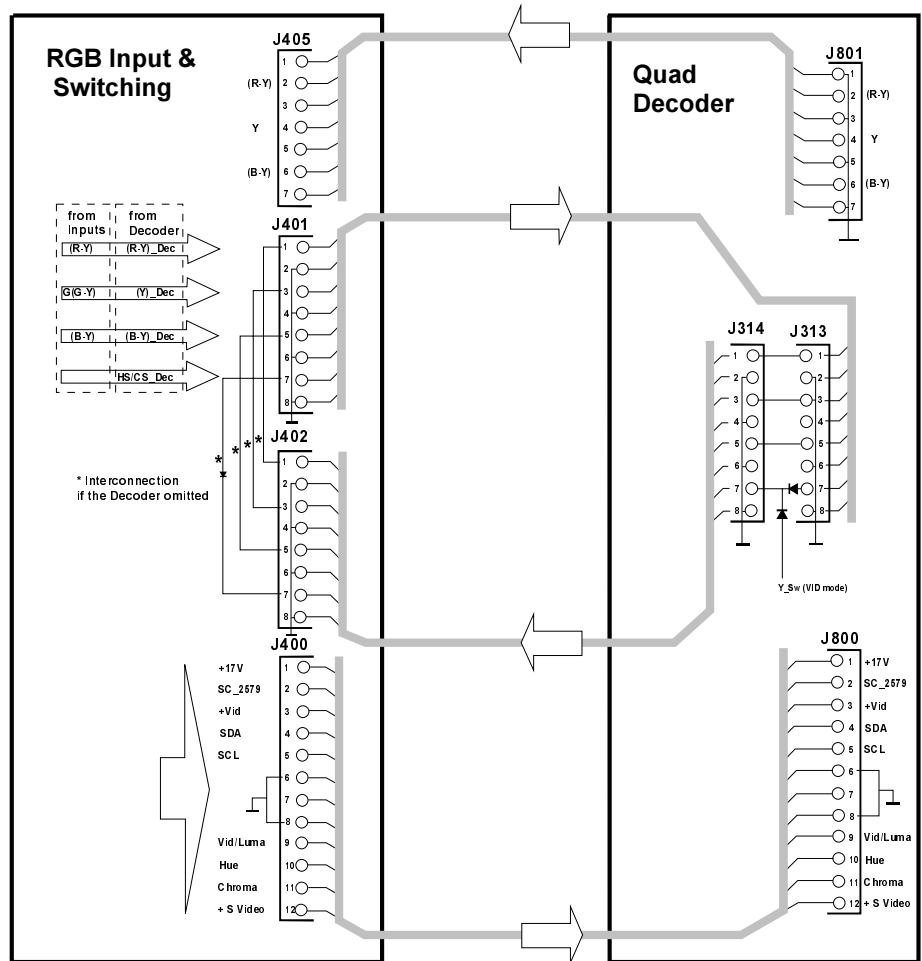 RGB Input &
Switching
J405
1
(R-Y) 2
3
Y 4
5
(B-Y) 6
7
Quad
Decoder
J801
1
2 (R-Y)
3
4 Y
5
6 (B-Y)
7
from Inputs
from Decoder
(R-Y) (R-Y)_Dec
G(G-Y) (Y)_Dec
(B-Y) (B-Y)_Dec
HS/CS_Dec
J401
1
2
3
4
5
6
7
8
* * * *
* Interconnection
if the Decoder omitted
J402
1
2
3
4
5
6
7
8
J314
1
2
3
4
5
6
7
8
J313
1
2
3
4
5
6
7
8
Y_Sw (VID mode)
J400
+17V 1
SC_2579 2
+Vid 3
SDA 4
SCL 5
6
7
8
Vid/Luma 9
Hue 10
Chroma 11
+ S Video 12
J800
1 +17V
2 SC_2579
3 +Vid
4 SDA
5 SCL
6
7
8
9 Vid/Luma
10 Hue
11 Chroma
12 + S Video